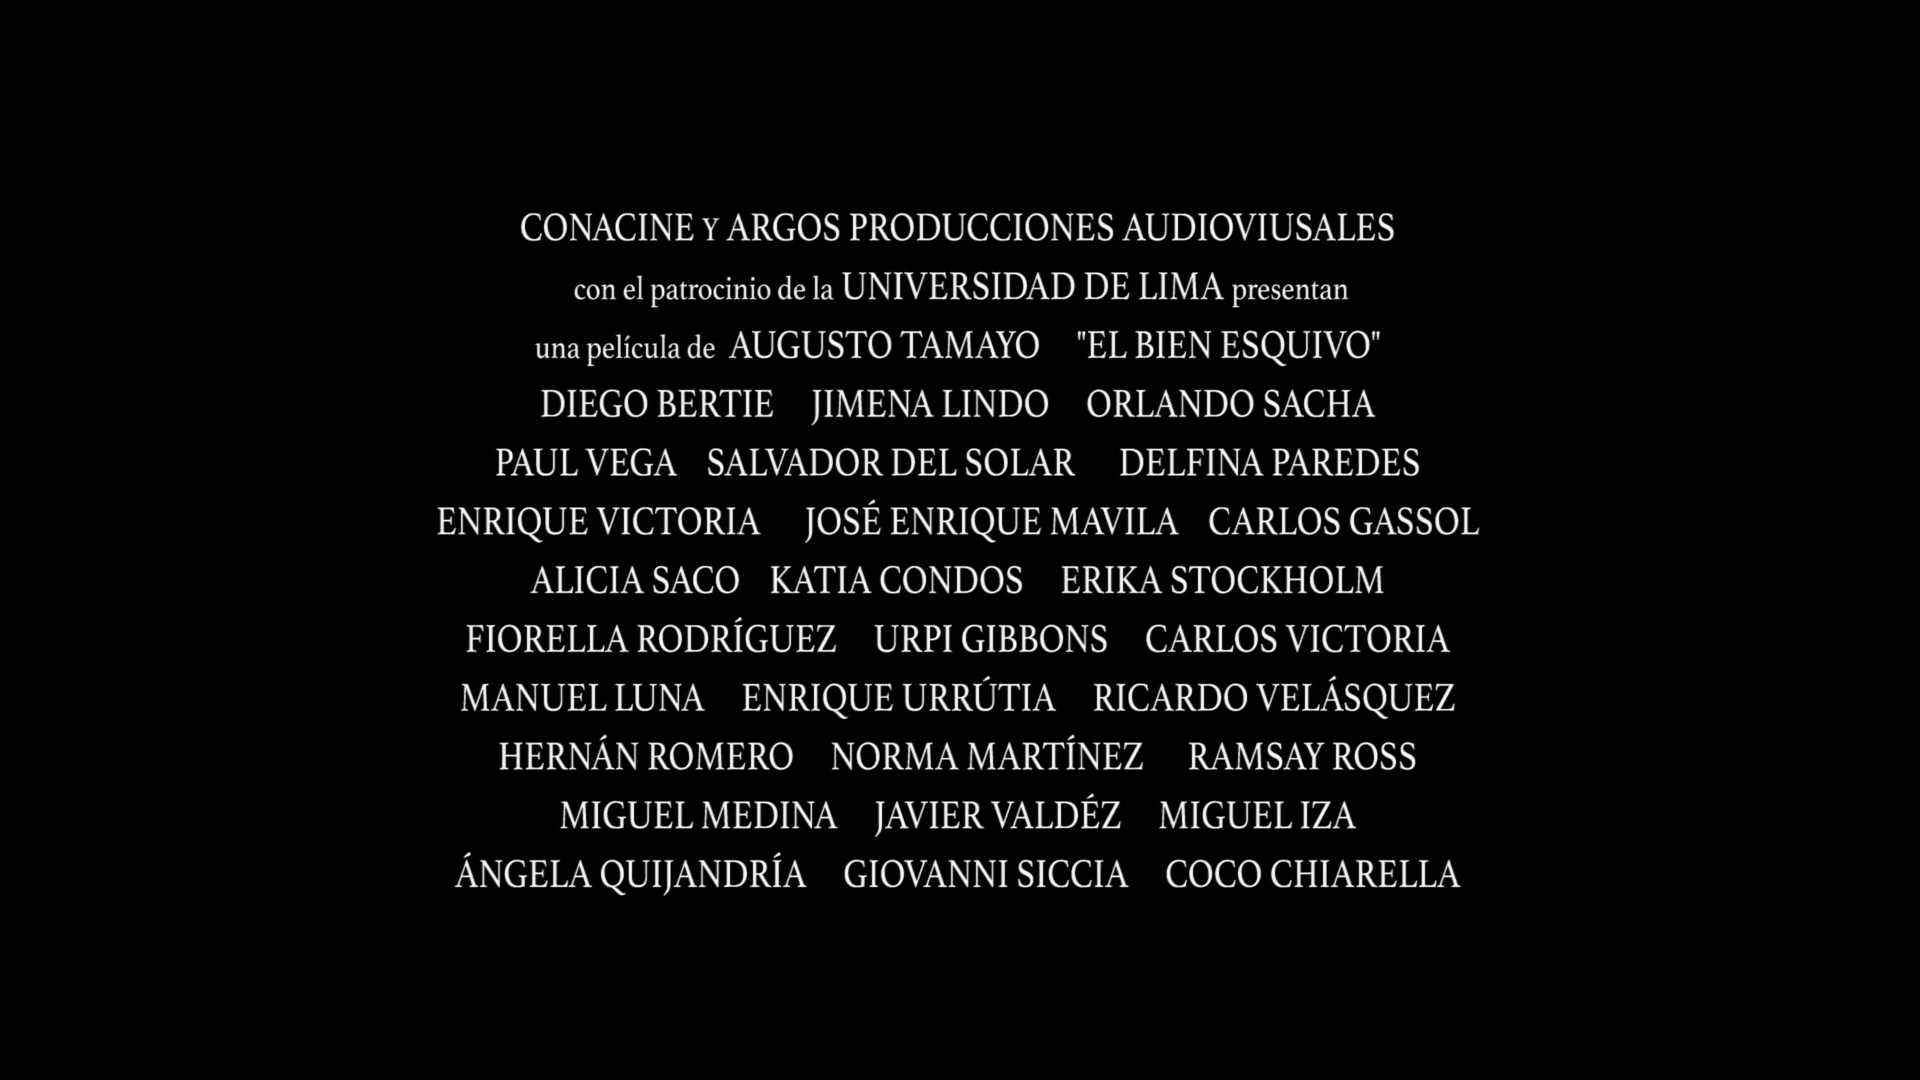 CONACINE Y ARGOS PRODUCCIONES AUDIOVIUSALES
con el patrocinio de la UNIVERSIDAD DE LIMA presentan
una película de AUGUSTO TAMAYO "EL BIEN ESQUIVO"
DIEGO BERTIE JIMENA LINDO ORLANDO SACHA
PAUL VEGA SALVADOR DEL SOLAR DELFINA PAREDES
ENRIQUE VICTORIA JOSÉ ENRIQUE MAVILA CARLOS GASSOL
ALICIA SACO KATIA CONDOS ERIKA STOCKHOLM
FIORELLA RODRÍGUEZ URPI GIBBONS CARLOS VICTORIA
MANUEL LUNA ENRIQUE URRÚTIA RICARDO VELÁSQUEZ
HERNÁN ROMERO NORMA MARTÍNEZ RAMSAY ROSS
MIGUEL MEDINA JAVIER VALDÉZ MIGUEL IZA
ÁNGELA QUIJANDRÍA GIOVANNI SICCIA COCO CHIARELLA